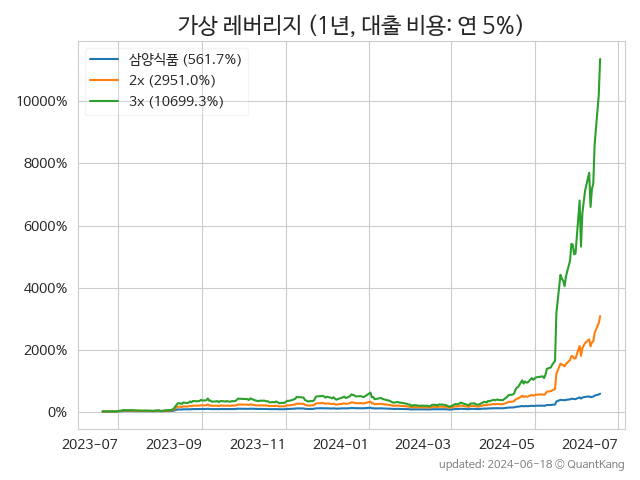 가상 레버리지 (1년, 대출 비용: 연 5%)
삼양식품 (561.7%)
2x (2951.0%)
3x (10699.3%)
10000%
8000%
6000%
4000%
2000%
0%
2023-07 2023-09 2023-11 2024-01 2024-03 2024-05 2024-07
updated: 2024-06-18 © QuantKang